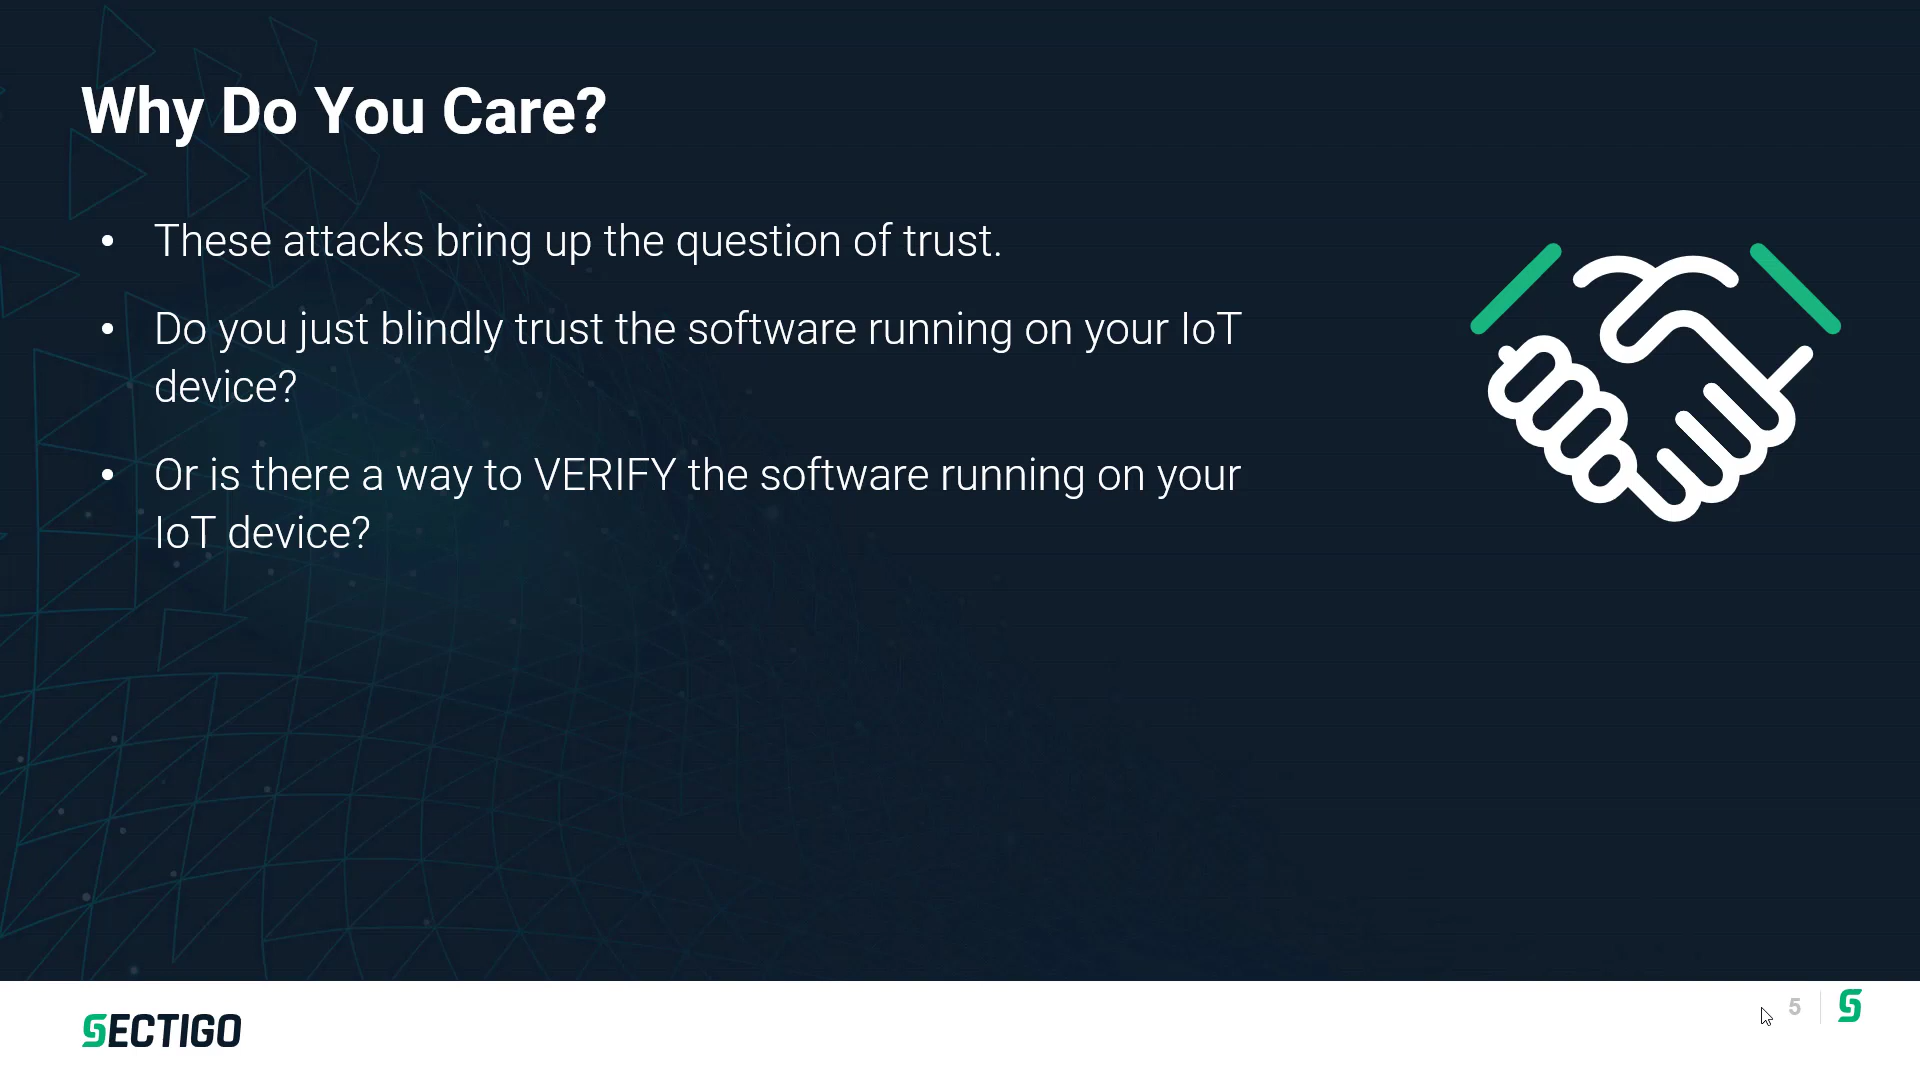 Why Do You Care?
• These attacks bring up the question of trust.
• Do you just blindly trust the software running on your IoT
device?
• Or is there a way to VERIFY the software running on your
IoT device?
SECTIGO
5
S